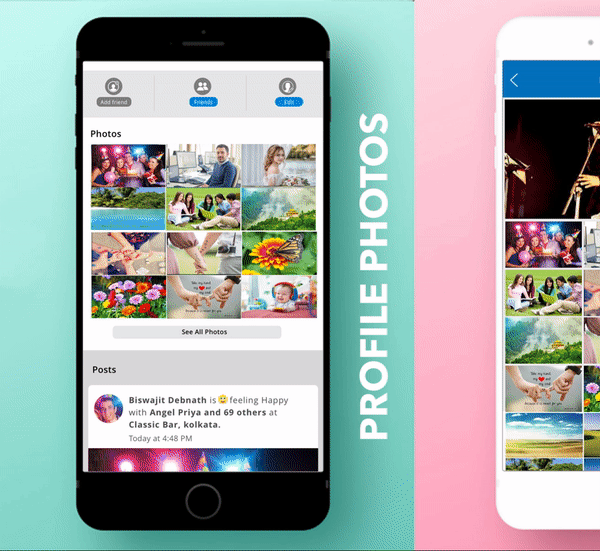 Add friend
Friends
Edit
Photos
See All Photos
Posts
Biswajit Debnath is feeling Happy
with Angel Priya and 69 others at
Classic Bar, kolkata.
Today at 4:48 PM
PROFILE PHOTOS